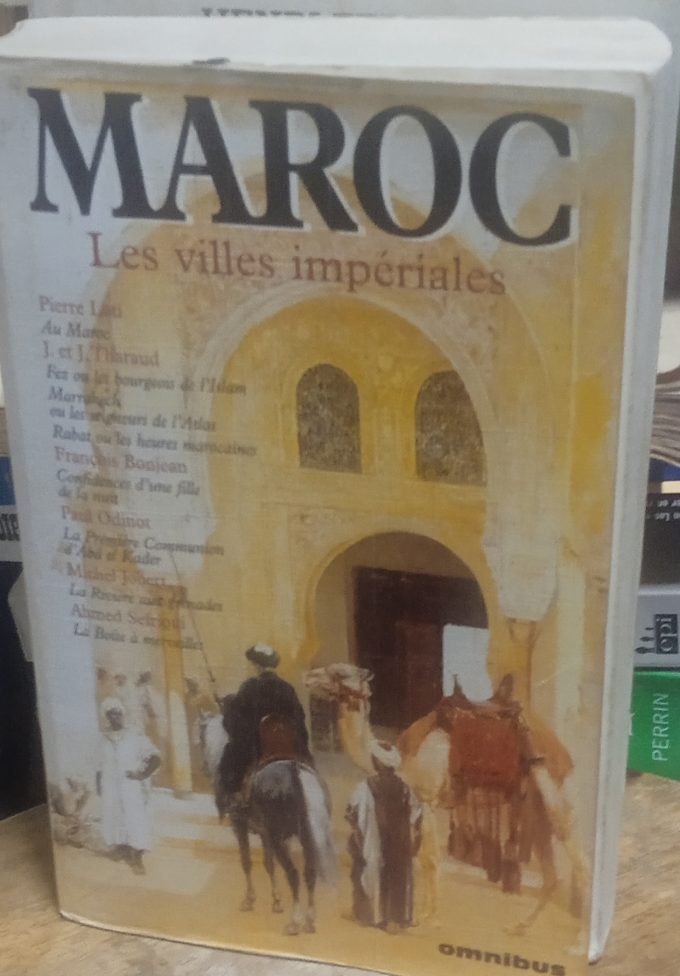 MAROC
Les villes impériales
Pierre Loti
Au Maroc
J. et J. Tharaud
Fez ou les bourgeois de l'Islam
Marrakech
ou les seigneurs de l'Atlas
Rabat ou les heures marocaines
François Bonjean
Confidences d'une fille
de la nuit
Paul Odinot
La Première Communion
d'Abd el Kader
Michel Jobert
La Rivière aux grenades
Ahmed Sefrioui
La Boîte à merveilles
omnibus
epi
PERRIN